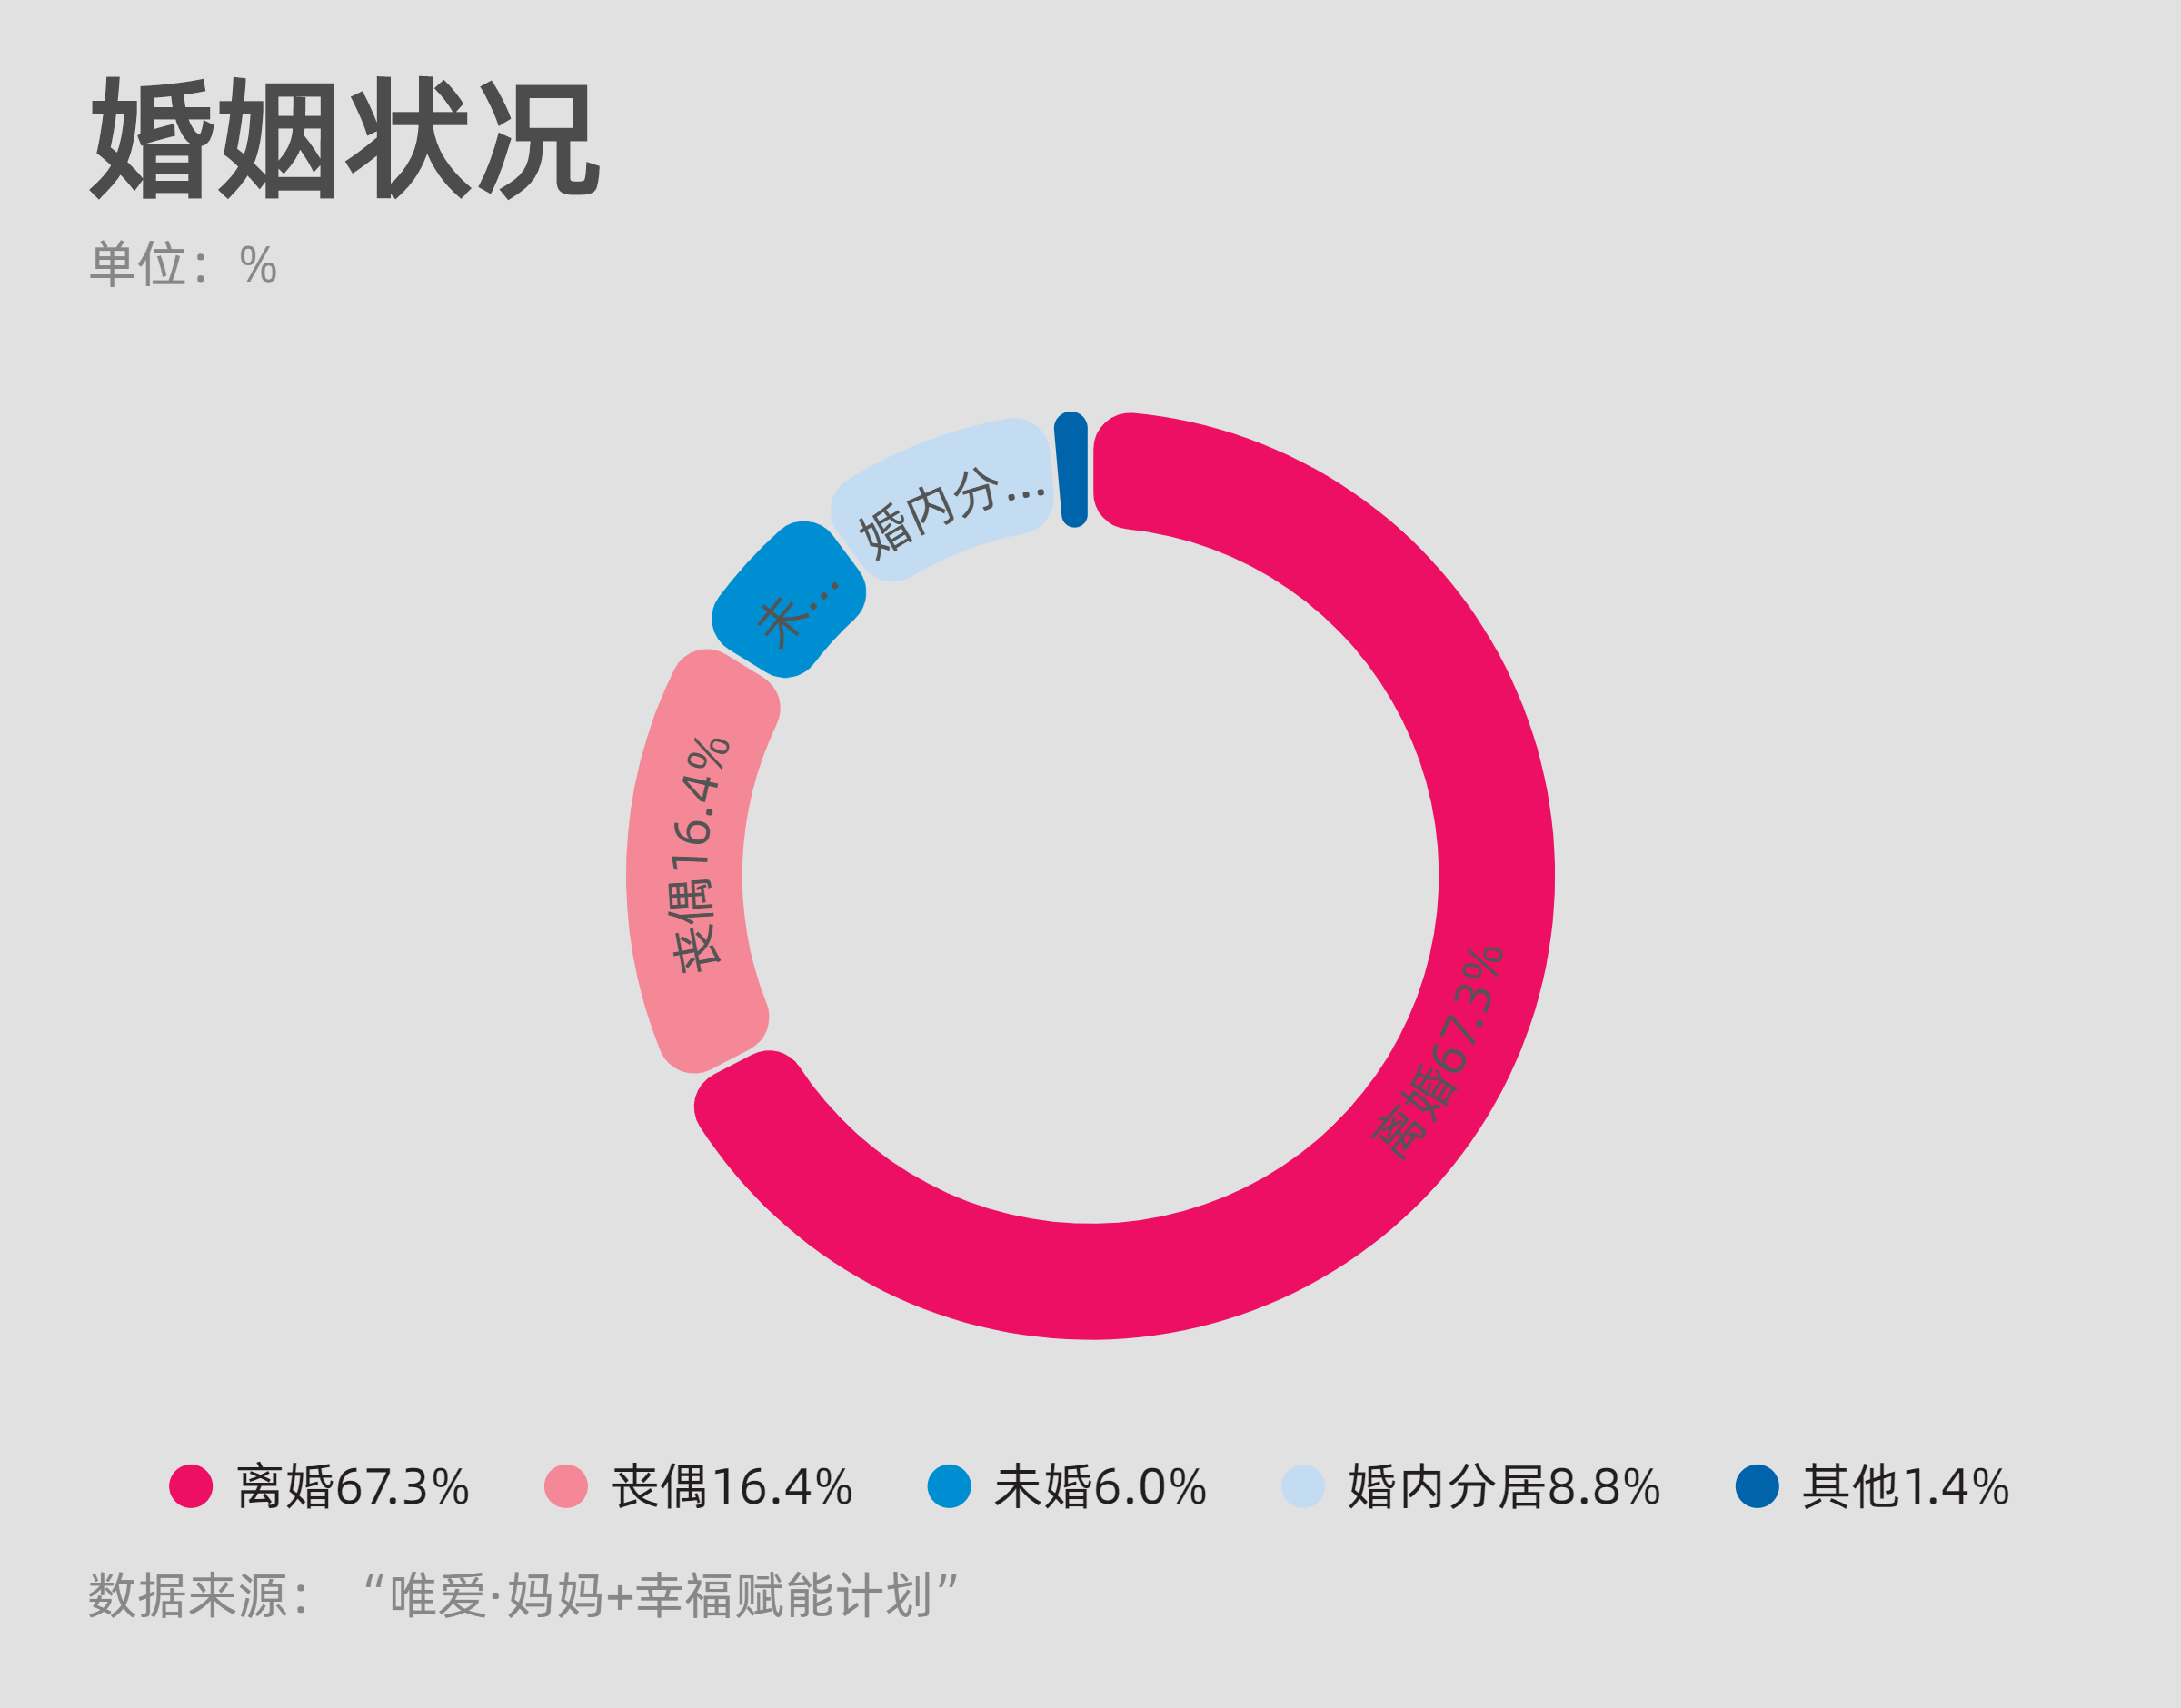 婚姻状况
单位：%
婚内分...
未...
丧偶16.4%
离婚67.3%
离婚67.3%
丧偶16.4%
未婚6.0%
婚内分居8.8%
其他1.4%
数据来源：“唯爱·妈妈+幸福赋能计划”